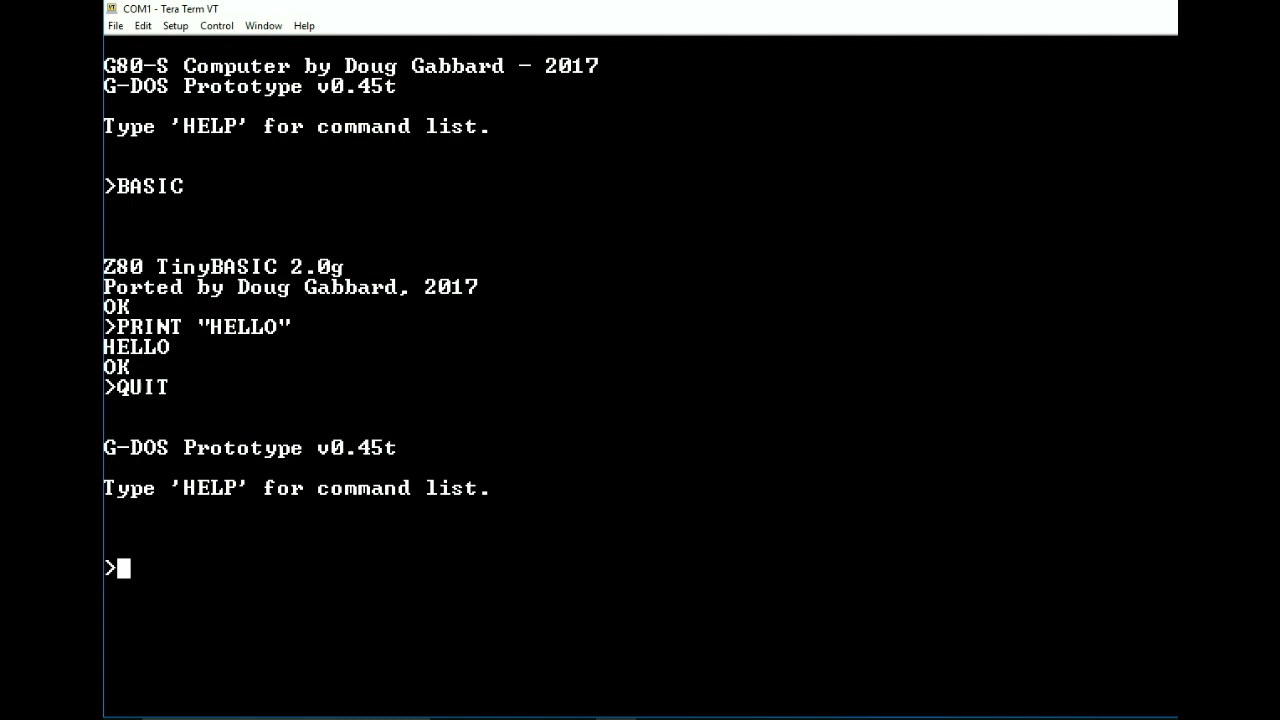 COM1 - Tera Term VT
File Edit Setup Control Window Help
G80-S Computer by Doug Gabbard - 2017
G-DOS Prototype v0.45t
Type 'HELP' for command list.
>BASIC
Z80 TinyBASIC 2.0g
Ported by Doug Gabbard, 2017
OK
>PRINT "HELLO"
HELLO
OK
>QUIT
G-DOS Prototype v0.45t
Type 'HELP' for command list.
>